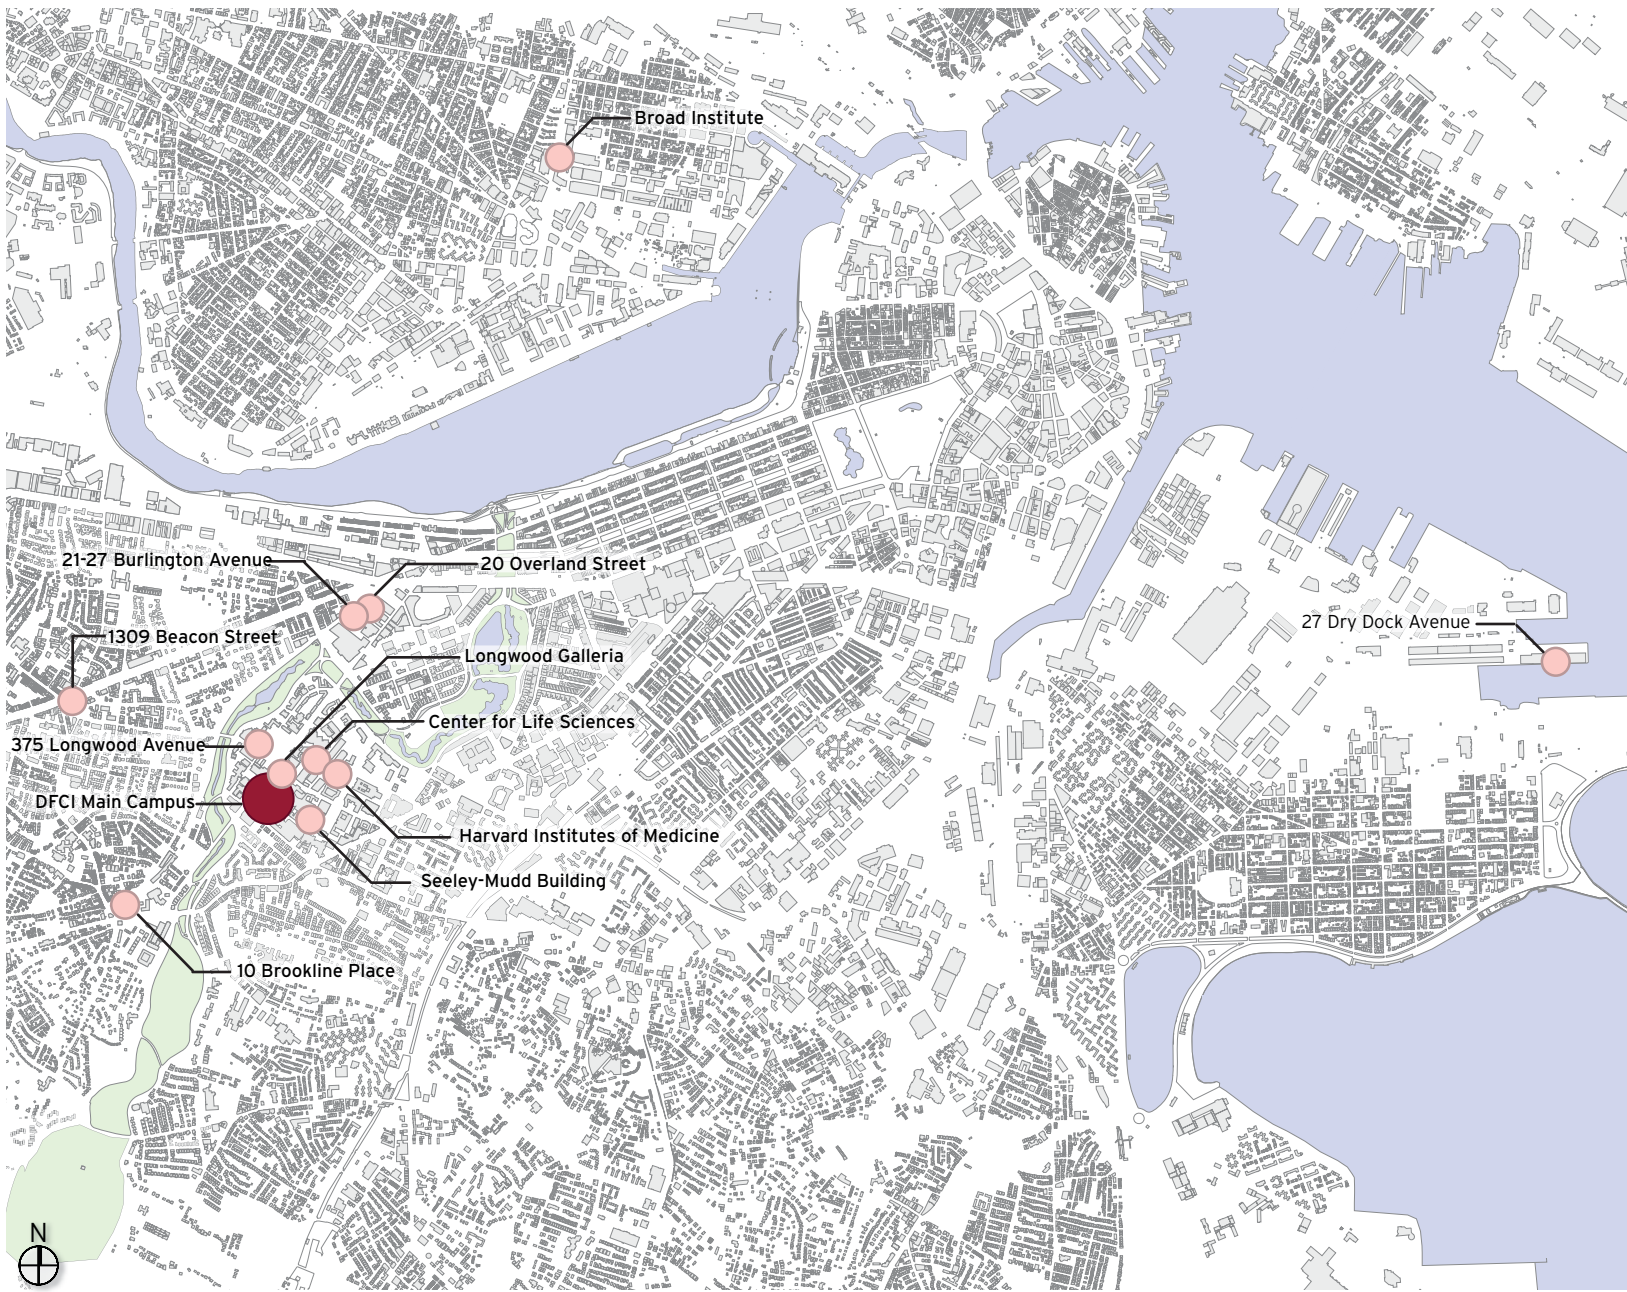 Broad Institute
21-27 Burlington Avenue
20 Overland Street
27 Dry Dock Avenue
1309 Beacon Street
Longwood Galleria
Center for Life Sciences
375 Longwood Avenue
DFCI Main Campus
Harvard Institutes of Medicine
Seeley-Mudd Building
10 Brookline Place
N